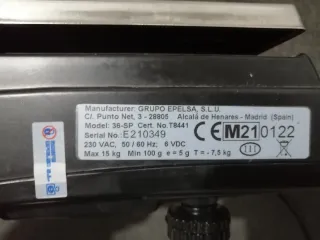 Manufacturer: GRUPO EPELSA, S.L.U.
C/. Punto Net, 3 - 28805 Alcalá de Henares - Madrid (Spain)
Model: 36-SP Cert. No. T8441
Serial No: E210349
230 VAC, 50 / 60 Hz; 6 VDC
Max 15 kg Min 100 g e = 5 g T = - 7,5 kg
CE M21 0122
III